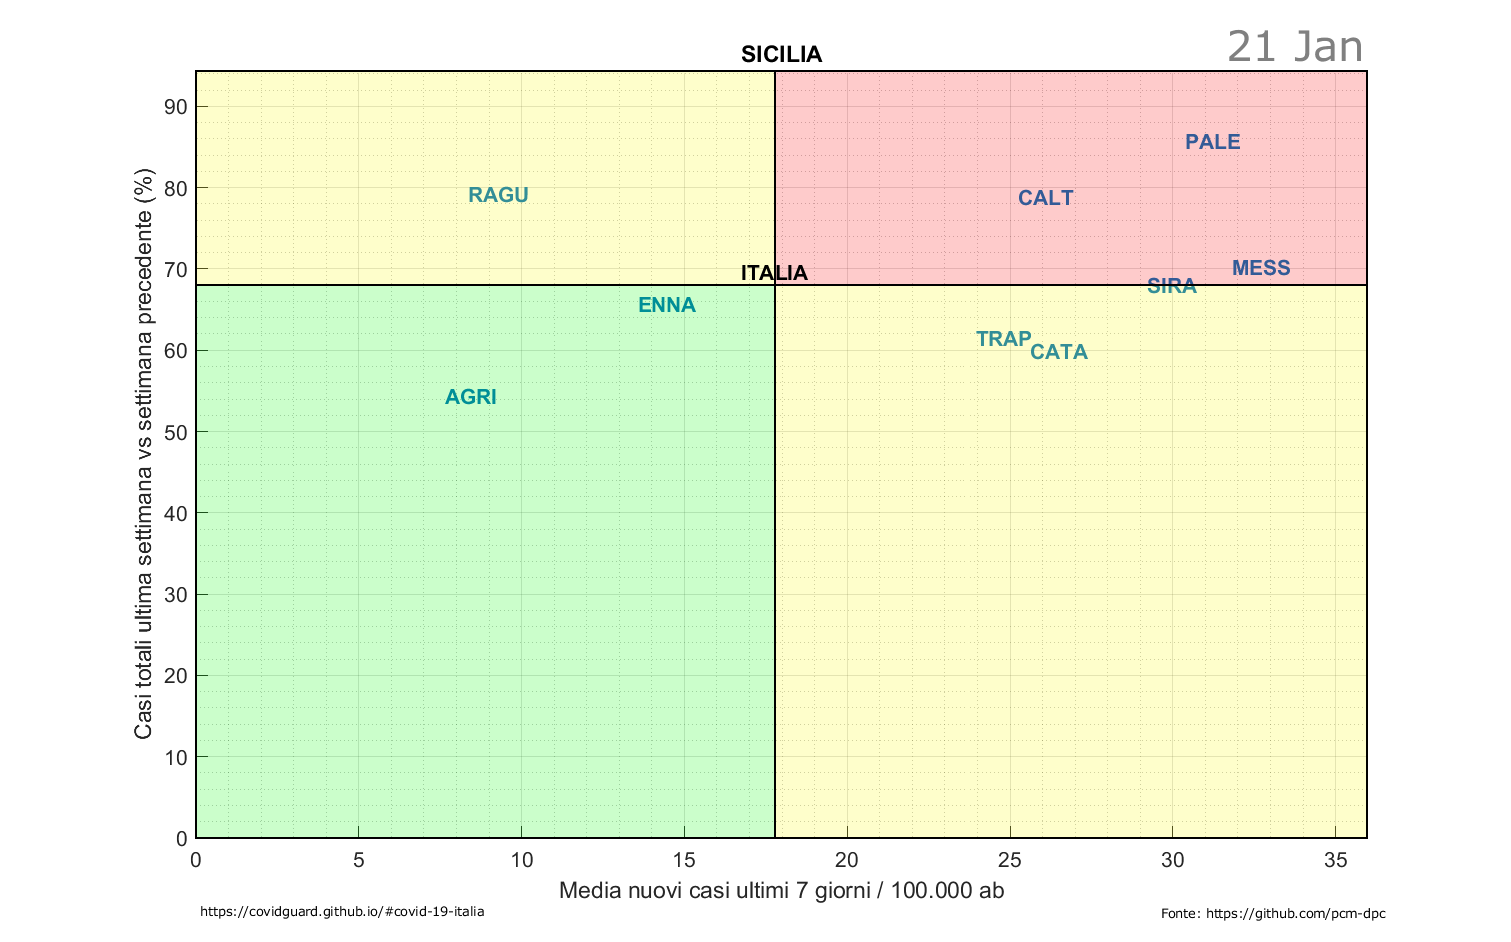 21 Jan
SICILIA
Casi totali ultima settimana vs settimana precedente (%)
90
80
70
60
50
40
30
20
10
0
PALE
RAGU
CALT
MESS
ITALIA
SIRA
ENNA
TRAP
CATA
AGRI
0 5 10 15 20 25 30 35
Media nuovi casi ultimi 7 giorni / 100.000 ab
https://covidguard.github.io/#covid-19-italia
Fonte: https://github.com/pcm-dpc